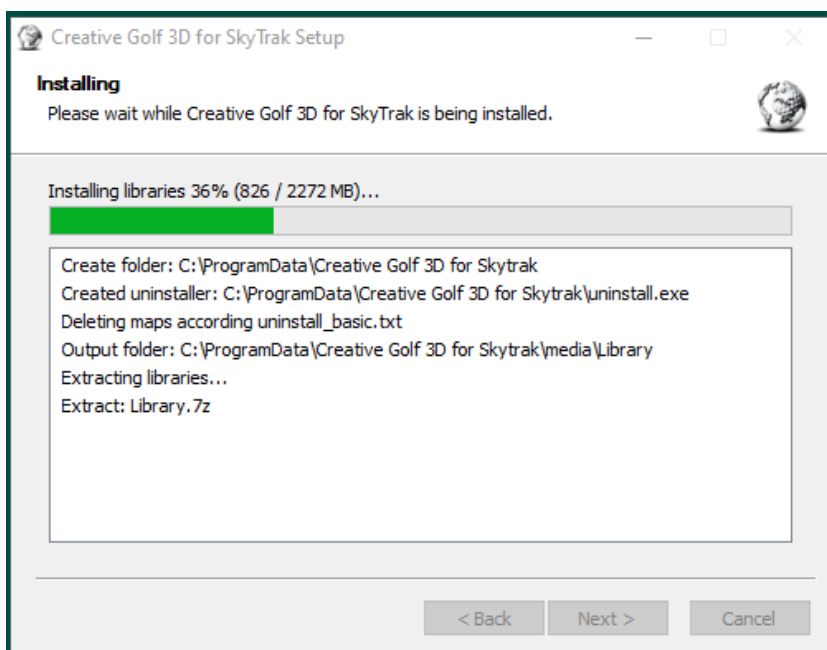 Creative Golf 3D for SkyTrak Setup
Installing
Please wait while Creative Golf 3D for SkyTrak is being installed.
Installing libraries 36% (826 / 2272 MB)...
Create folder: C:\ProgramData\Creative Golf 3D for Skytrak
Created uninstaller: C:\ProgramData\Creative Golf 3D for Skytrak\uninstall.exe
Deleting maps according uninstall_basic.txt
Output folder: C:\ProgramData\Creative Golf 3D for Skytrak\media\Library
Extracting libraries...
Extract: Library.7z
< Back Next > Cancel